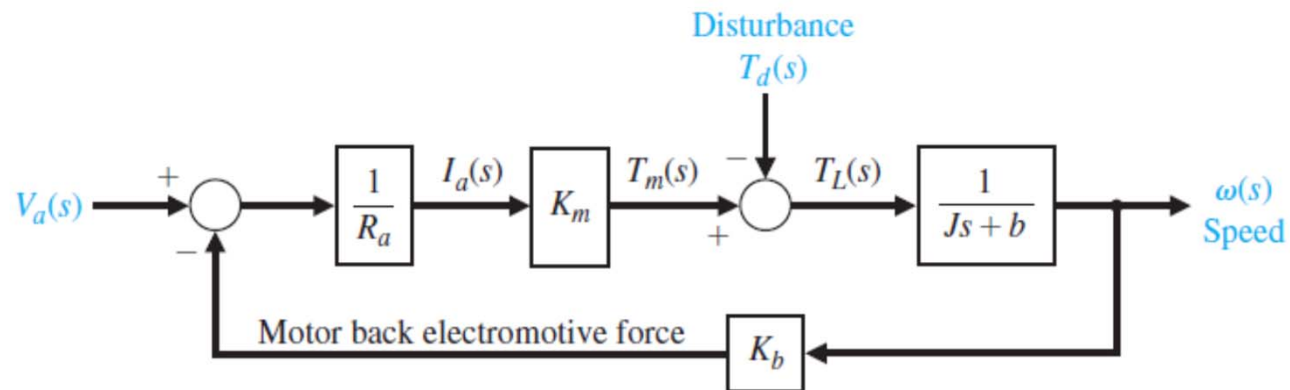 Disturbance
T_d(s)
V_a(s)
+
−
1
R_a
I_a(s)
K_m
T_m(s)
−
+
T_L(s)
1
Js + b
ω(s)
Speed
Motor back electromotive force
K_b